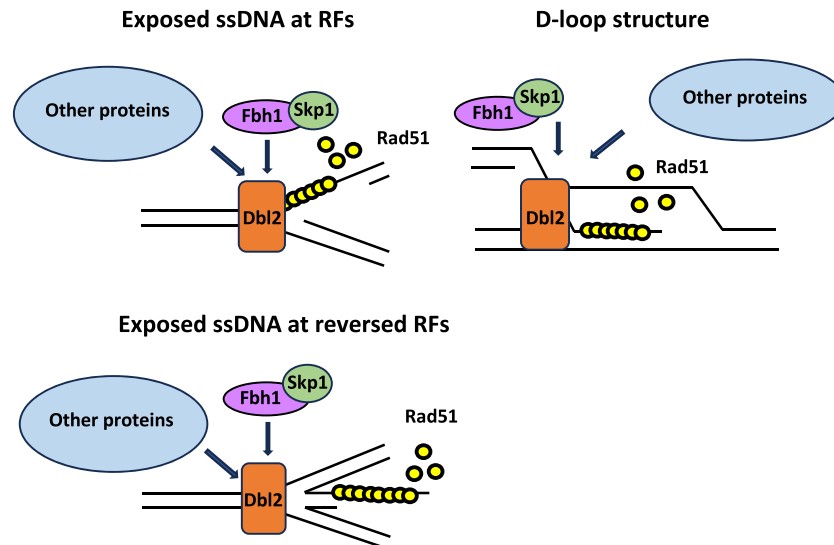 Exposed ssDNA at RFs
Other proteins
Fbh1
Skp1
Rad51
Dbl2
D-loop structure
Fbh1
Skp1
Other proteins
Rad51
Dbl2
Exposed ssDNA at reversed RFs
Other proteins
Fbh1
Skp1
Rad51
Dbl2